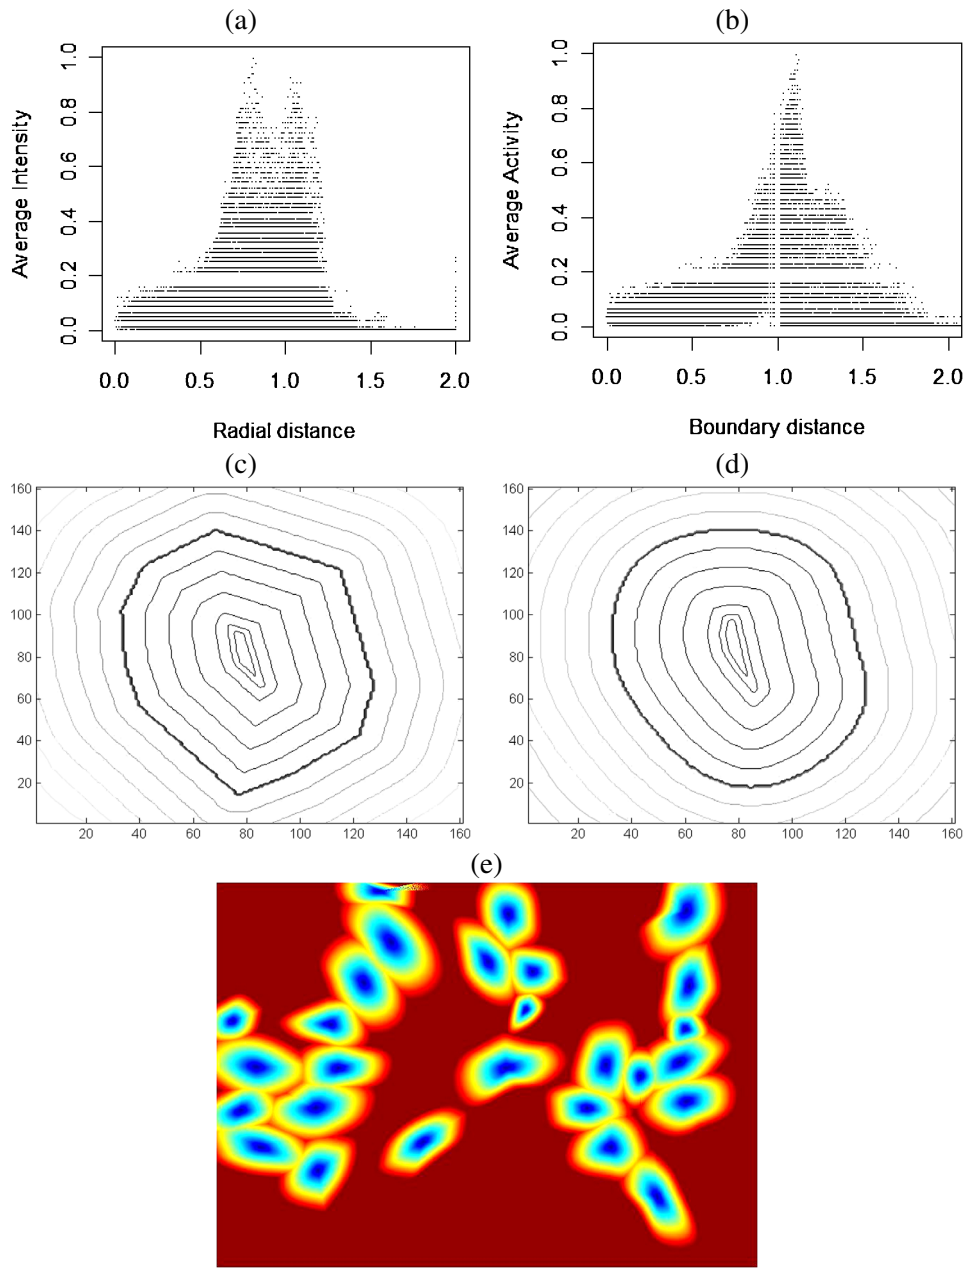 (a)
(b)
Average Intensity
1.0
0.8
0.6
0.4
0.2
0.0
0.0 0.5 1.0 1.5 2.0
Radial distance
Average Activity
1.0
0.8
0.6
0.4
0.2
0.0
0.0 0.5 1.0 1.5 2.0
Boundary distance
(c)
(d)
160
140
120
100
80
60
40
20
20 40 60 80 100 120 140 160
160
140
120
100
80
60
40
20
20 40 60 80 100 120 140 160
(e)